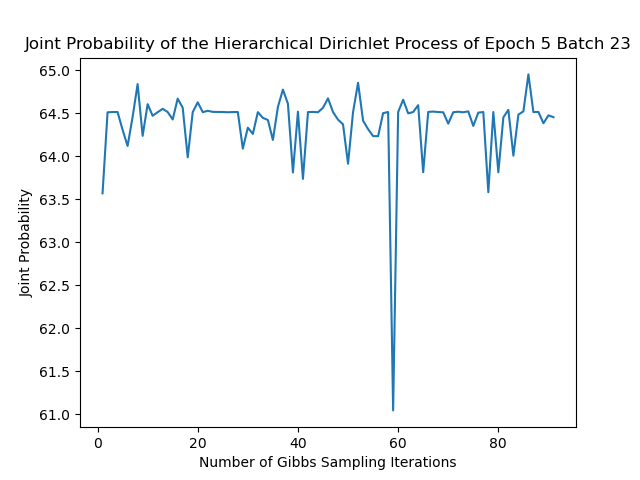 Joint Probability of the Hierarchical Dirichlet Process of Epoch 5 Batch 23
65.0
64.5
64.0
63.5
63.0
62.5
62.0
61.5
61.0
Joint Probability
0 20 40 60 80
Number of Gibbs Sampling Iterations